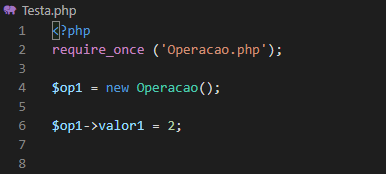 Testa.php
1 <?php
2 require_once ('Operacao.php');
3
4 $op1 = new Operacao();
5
6 $op1->valor1 = 2;
7
8